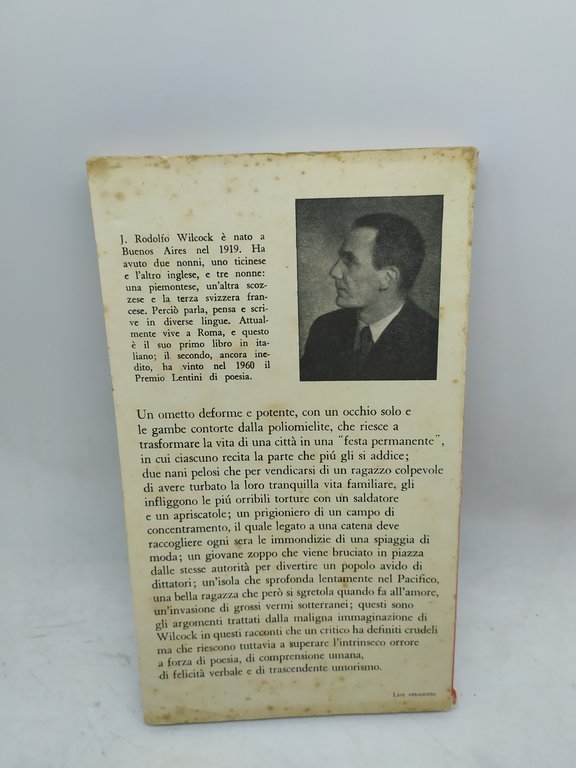 J. Rodolfo Wilcock è nato a
Buenos Aires nel 1919. Ha
avuto due nonni, uno ticinese
e l'altro inglese, e tre nonne:
una piemontese, un'altra scoz-
zese e la terza svizzera fran-
cese. Perciò parla, pensa e scri-
ve in diverse lingue. Attual-
mente vive a Roma, e questo
è il suo primo libro in ita-
liano; il secondo, ancora ine-
dito, ha vinto nel 1960 il
Premio Lentini di poesia.
Un ometto deforme e potente, con un occhio solo e
le gambe contorte dalla poliomielite, che riesce a
trasformare la vita di una città in una "festa permanente",
in cui ciascuno recita la parte che piú gli si addice;
due nani pelosi che per vendicarsi di un ragazzo colpevole
di avere turbato la loro tranquilla vita familiare, gli
infliggono le piú orribili torture con un saldatore
e un apriscatole; un prigioniero di un campo di
concentramento, il quale legato a una catena deve
raccogliere ogni sera le immondizie di una spiaggia di
moda; un giovane zoppo che viene bruciato in piazza
dalle stesse autorità per divertire un popolo avido di
dittatori; un'isola che sprofonda lentamente nel Pacifico,
una bella ragazza che però si sgretola quando fa all'amore,
un'invasione di grossi vermi sotterranei; questi sono
gli argomenti trattati dalla maligna immaginazione di
Wilcock in questi racconti che un critico ha definiti crudeli
ma che riescono tuttavia a superare l'intrinseco orrore
a forza di poesia, di comprensione umana,
di felicità verbale e di trascendente umorismo.
Lire ottocento